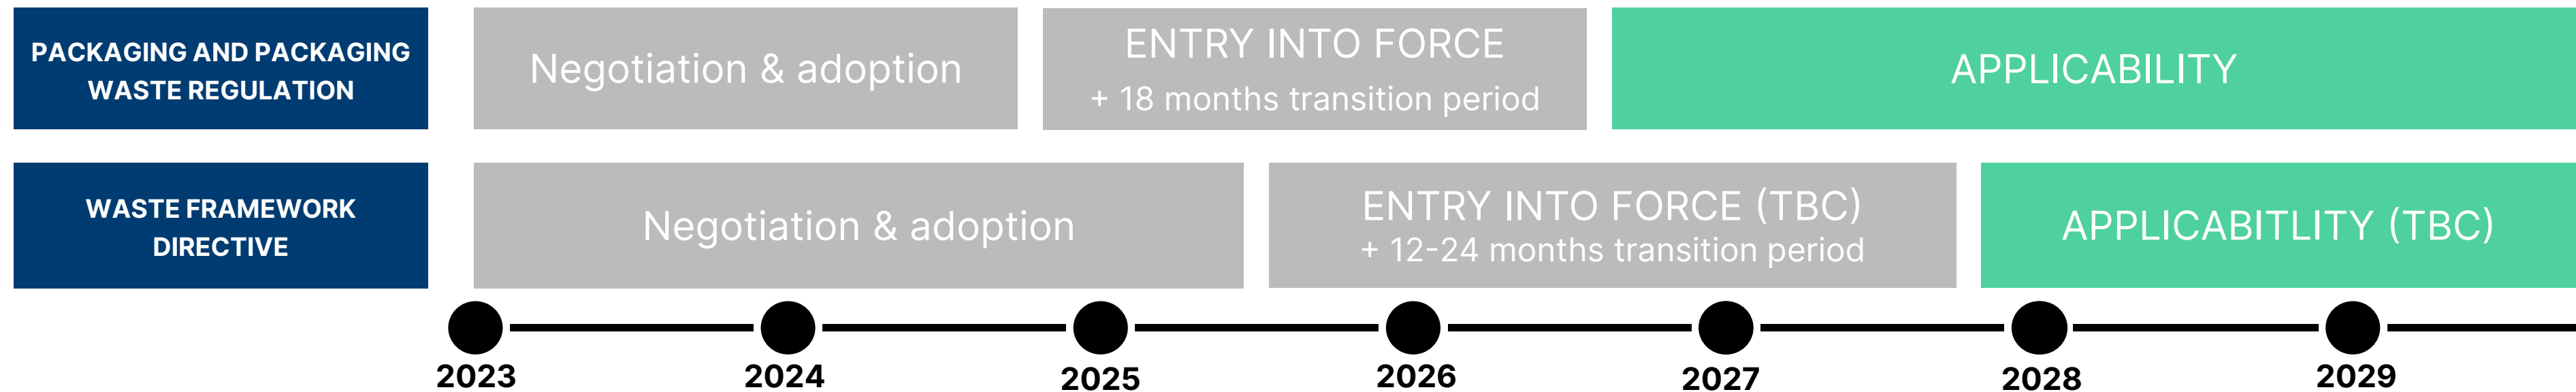 PACKAGING AND PACKAGING
WASTE REGULATION
Negotiation & adoption
ENTRY INTO FORCE
+ 18 months transition period
APPLICABILITY
WASTE FRAMEWORK
DIRECTIVE
Negotiation & adoption
ENTRY INTO FORCE (TBC)
+ 12-24 months transition period
APPLICABITLITY (TBC)
2023
2024
2025
2026
2027
2028
2029